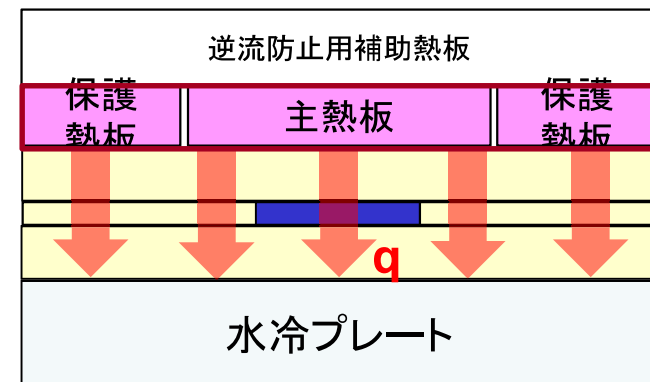 逆流防止用補助熱板
保護
熱板
主熱板
保護
熱板
q
水冷プレート